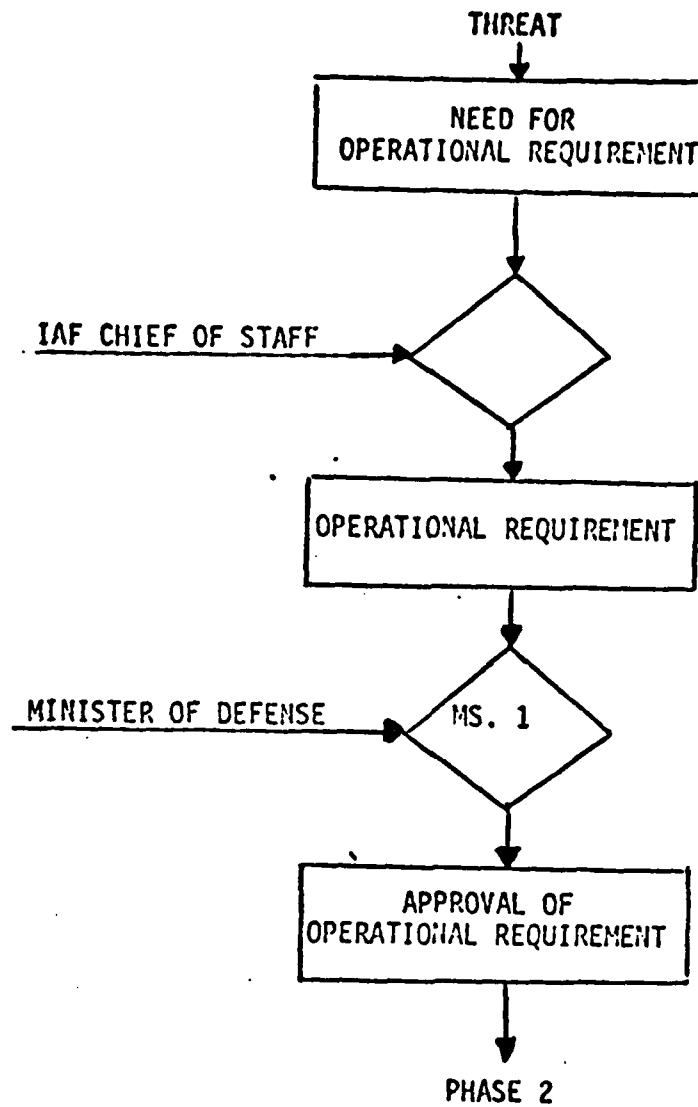 THREAT
NEED FOR
OPERATIONAL REQUIREMENT
IAF CHIEF OF STAFF
OPERATIONAL REQUIREMENT
MINISTER OF DEFENSE
MS. 1
APPROVAL OF
OPERATIONAL REQUIREMENT
PHASE 2